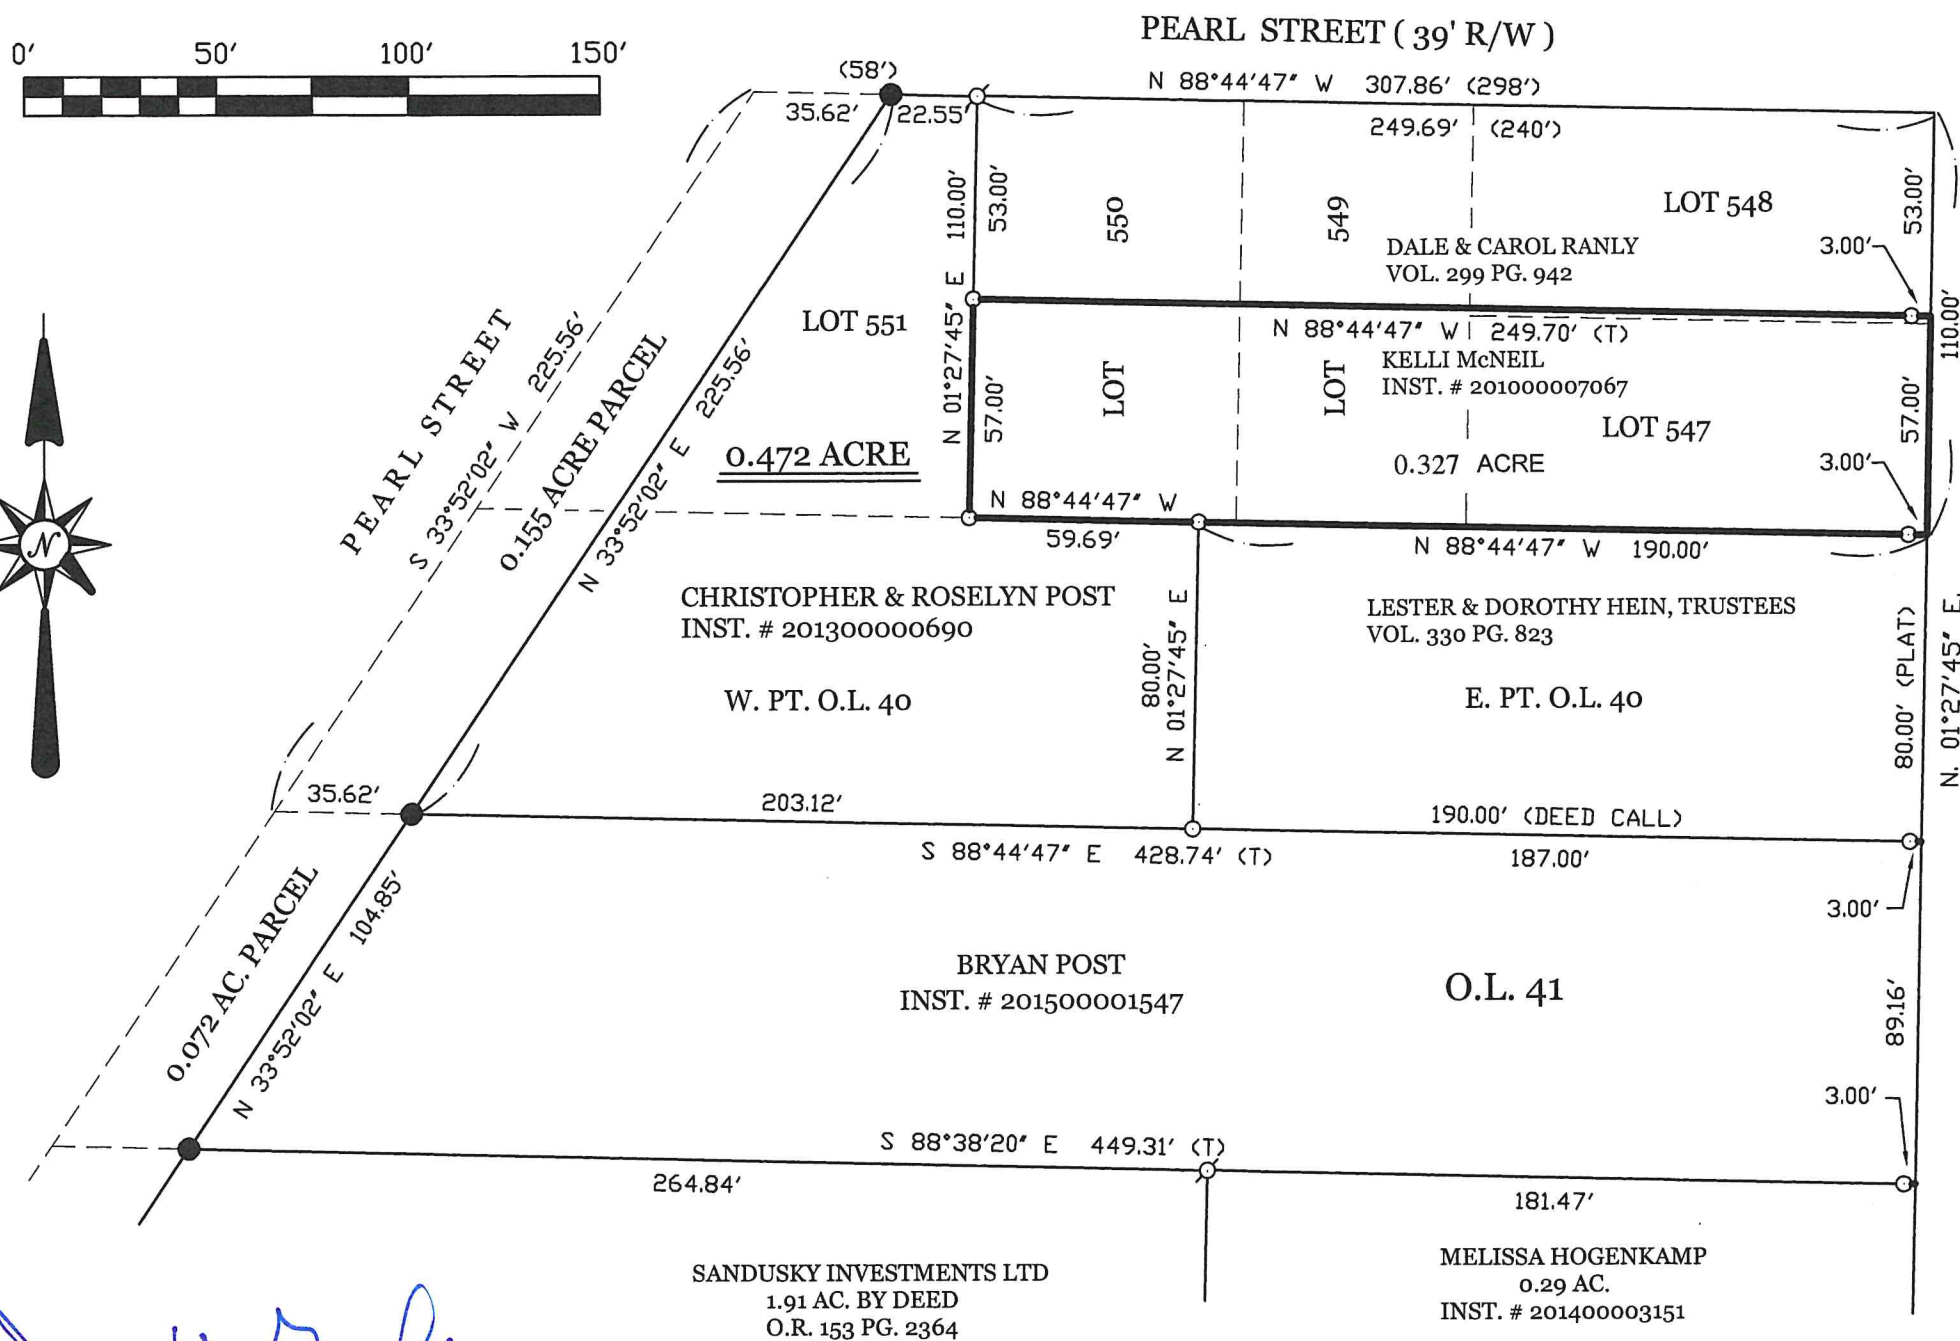 PEARL STREET ( 39' R/W )
0' 50' 100' 150'
(58')
N 88°44'47" W 307.86' (298')
35.62' 22.55'
249.69' (240')
110.00'
53.00'
550
549
LOT 548
53.00'
DALE & CAROL RANLY
VOL. 299 PG. 942
3.00'
LOT 551
N 01°27'45" E
N 88°44'47" W 249.70' (T)
110.00'
KELLI McNEIL
INST. # 201000007067
LOT
LOT
57.00'
57.00'
LOT 547
PEARL STREET
S 33°52'02" W 225.56'
0.155 ACRE PARCEL
N 33°52'02" E 225.56'
0.472 ACRE
0.327 ACRE
3.00'
N 88°44'47" W
59.69'
N 88°44'47" W 190.00'
N
CHRISTOPHER & ROSELYN POST
INST. # 201300000690
LESTER & DOROTHY HEIN, TRUSTEES
VOL. 330 PG. 823
80.00'
N 01°27'45" E
80.00' (PLAT)
N. 01°27'45" E.
W. PT. O.L. 40
E. PT. O.L. 40
35.62'
203.12'
190.00' (DEED CALL)
S 88°44'47" E 428.74' (T)
187.00'
3.00'
0.072 AC. PARCEL
N 33°52'02" E 104.85'
BRYAN POST
INST. # 201500001547
O.L. 41
89.16'
3.00'
S 88°38'20" E 449.31' (T)
264.84'
181.47'
SANDUSKY INVESTMENTS LTD
1.91 AC. BY DEED
O.R. 153 PG. 2364
MELISSA HOGENKAMP
0.29 AC.
INST. # 201400003151